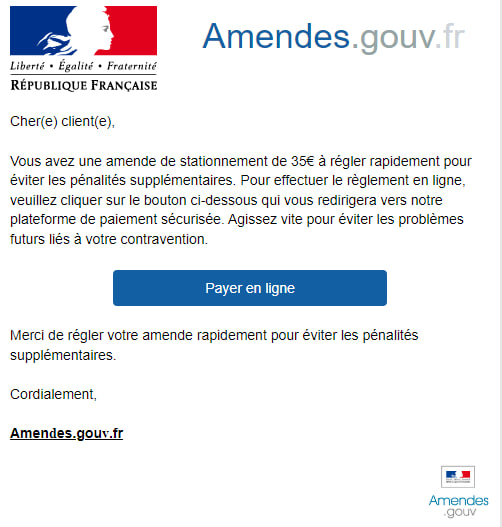 Amendes.gouv.fr
Liberté • Égalité • Fraternité
RÉPUBLIQUE FRANÇAISE
Cher(e) client(e),
Vous avez une amende de stationnement de 35€ à régler rapidement pour
éviter les pénalités supplémentaires. Pour effectuer le règlement en ligne,
veuillez cliquer sur le bouton ci-dessous qui vous redirigera vers notre
plateforme de paiement sécurisée. Agissez vite pour éviter les problèmes
futurs liés à votre contravention.
Payer en ligne
Merci de régler votre amende rapidement pour éviter les pénalités
supplémentaires.
Cordialement,
Amendes.gouv.fr
Amendes
.gouv